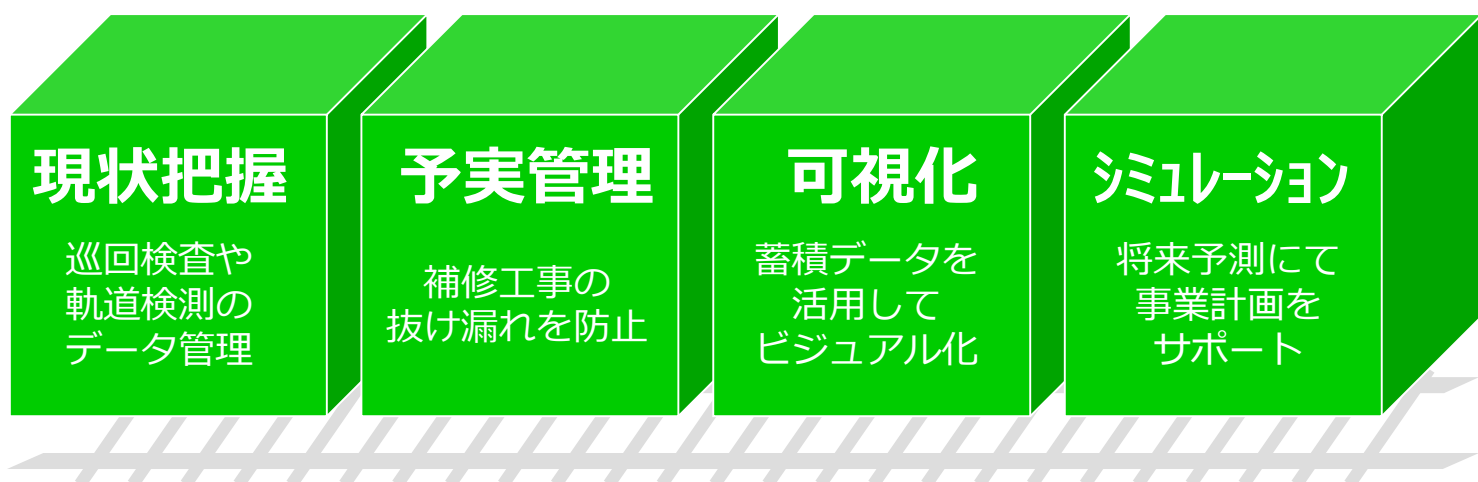 現状把握
巡回検査や
軌道検測の
データ管理
予実管理
補修工事の
抜け漏れを防止
可視化
蓄積データを
活用して
ビジュアル化
ｼﾐｭﾚｰｼｮﾝ
将来予測にて
事業計画を
サポート